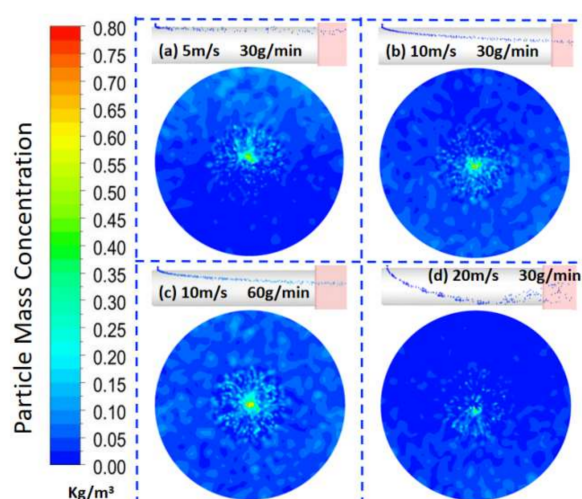 Particle Mass Concentration
0.80
0.75
0.70
0.65
0.60
0.55
0.50
0.45
0.40
0.35
0.30
0.25
0.20
0.15
0.10
0.05
0.00
Kg/m³
(a) 5m/s 30g/min
(b) 10m/s 30g/min
(c) 10m/s 60g/min
(d) 20m/s 30g/min